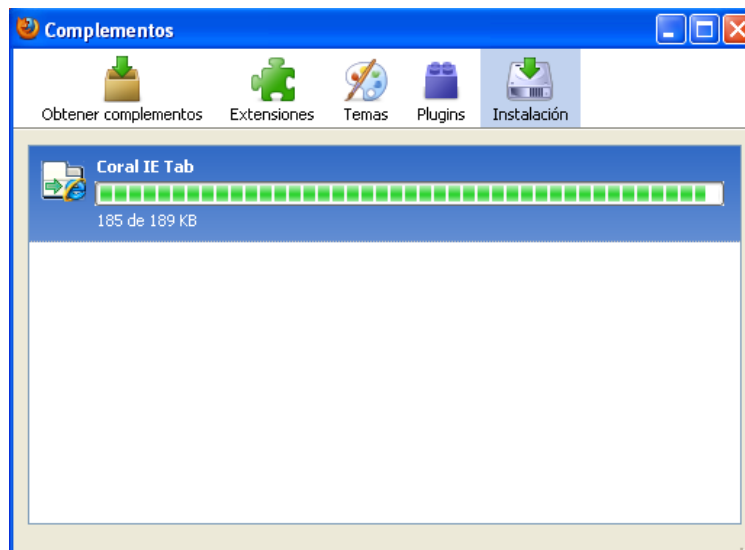 Complementos
Obtener complementos Extensiones Temas Plugins Instalación
Coral IE Tab
185 de 189 KB